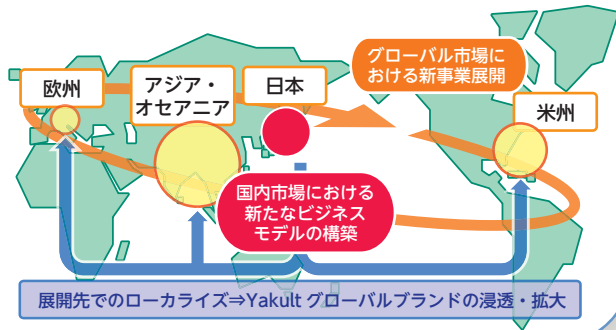 グローバル市場に
おける新事業展開
欧州
アジア・
オセアニア
日本
米州
国内市場における
新たなビジネス
モデルの構築
展開先でのローカライズ⇒Yakult グローバルブランドの浸透・拡大